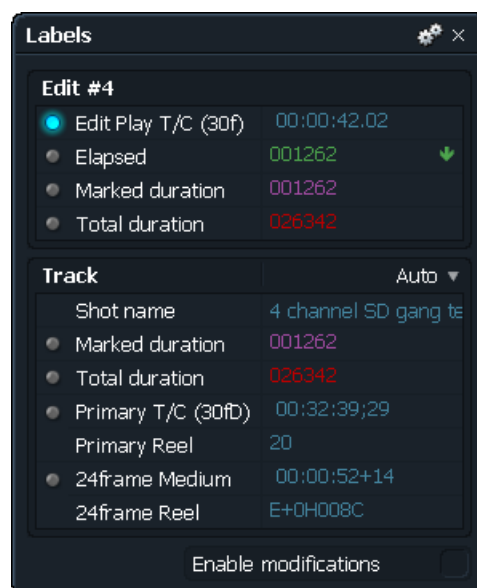 Labels
Edit #4
Edit Play T/C (30f) 00:00:42.02
Elapsed 001262
Marked duration 001262
Total duration 026342
Track Auto
Shot name 4 channel SD gang te
Marked duration 001262
Total duration 026342
Primary T/C (30fD) 00:32:39;29
Primary Reel 20
24frame Medium 00:00:52+14
24frame Reel E+0H008C
Enable modifications